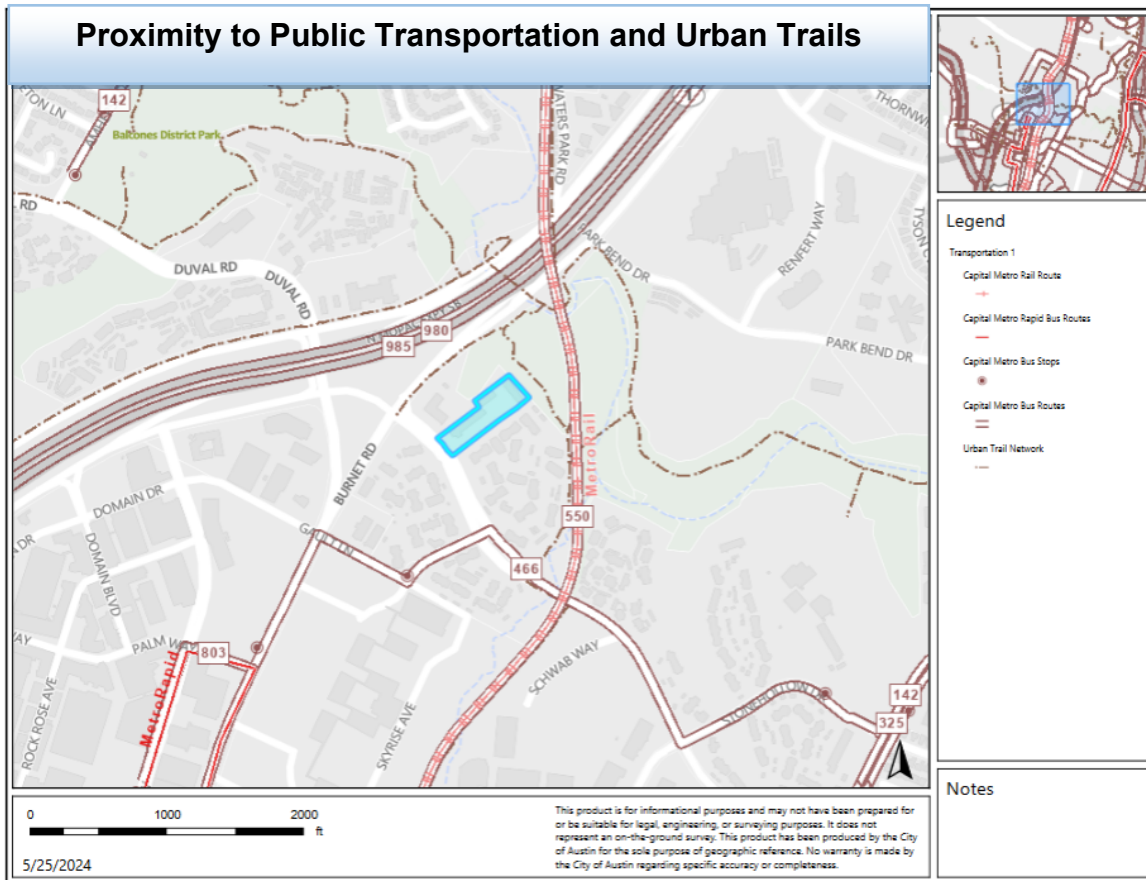 Proximity to Public Transportation and Urban Trails
142
Balcones District Park
WATERS PARK RD
THORNW
DUVAL RD
DUVAL RD
PARK BEND DR
RENFERT WAY
TYSON C
980
985
PARK BEND DR
BURNET RD
MetroRail
DOMAIN DR
DOMAIN BLVD
GAULT LN
550
466
PALM WAY
803
MetroRapid
SCHWAB WAY
ROCK ROSE AVE
SKYRISE AVE
STONEHOLLOW DR
142
325
Legend
Transportation 1
Capital Metro Rail Route
Capital Metro Rapid Bus Routes
Capital Metro Bus Stops
Capital Metro Bus Routes
Urban Trail Network
Notes
0 1000 2000
ft
5/25/2024
This product is for informational purposes and may not have been prepared for
or be suitable for legal, engineering, or surveying purposes. It does not
represent an on-the-ground survey. This product has been produced by the City
of Austin for the sole purpose of geographic reference. No warranty is made by
the City of Austin regarding specific accuracy or completeness.